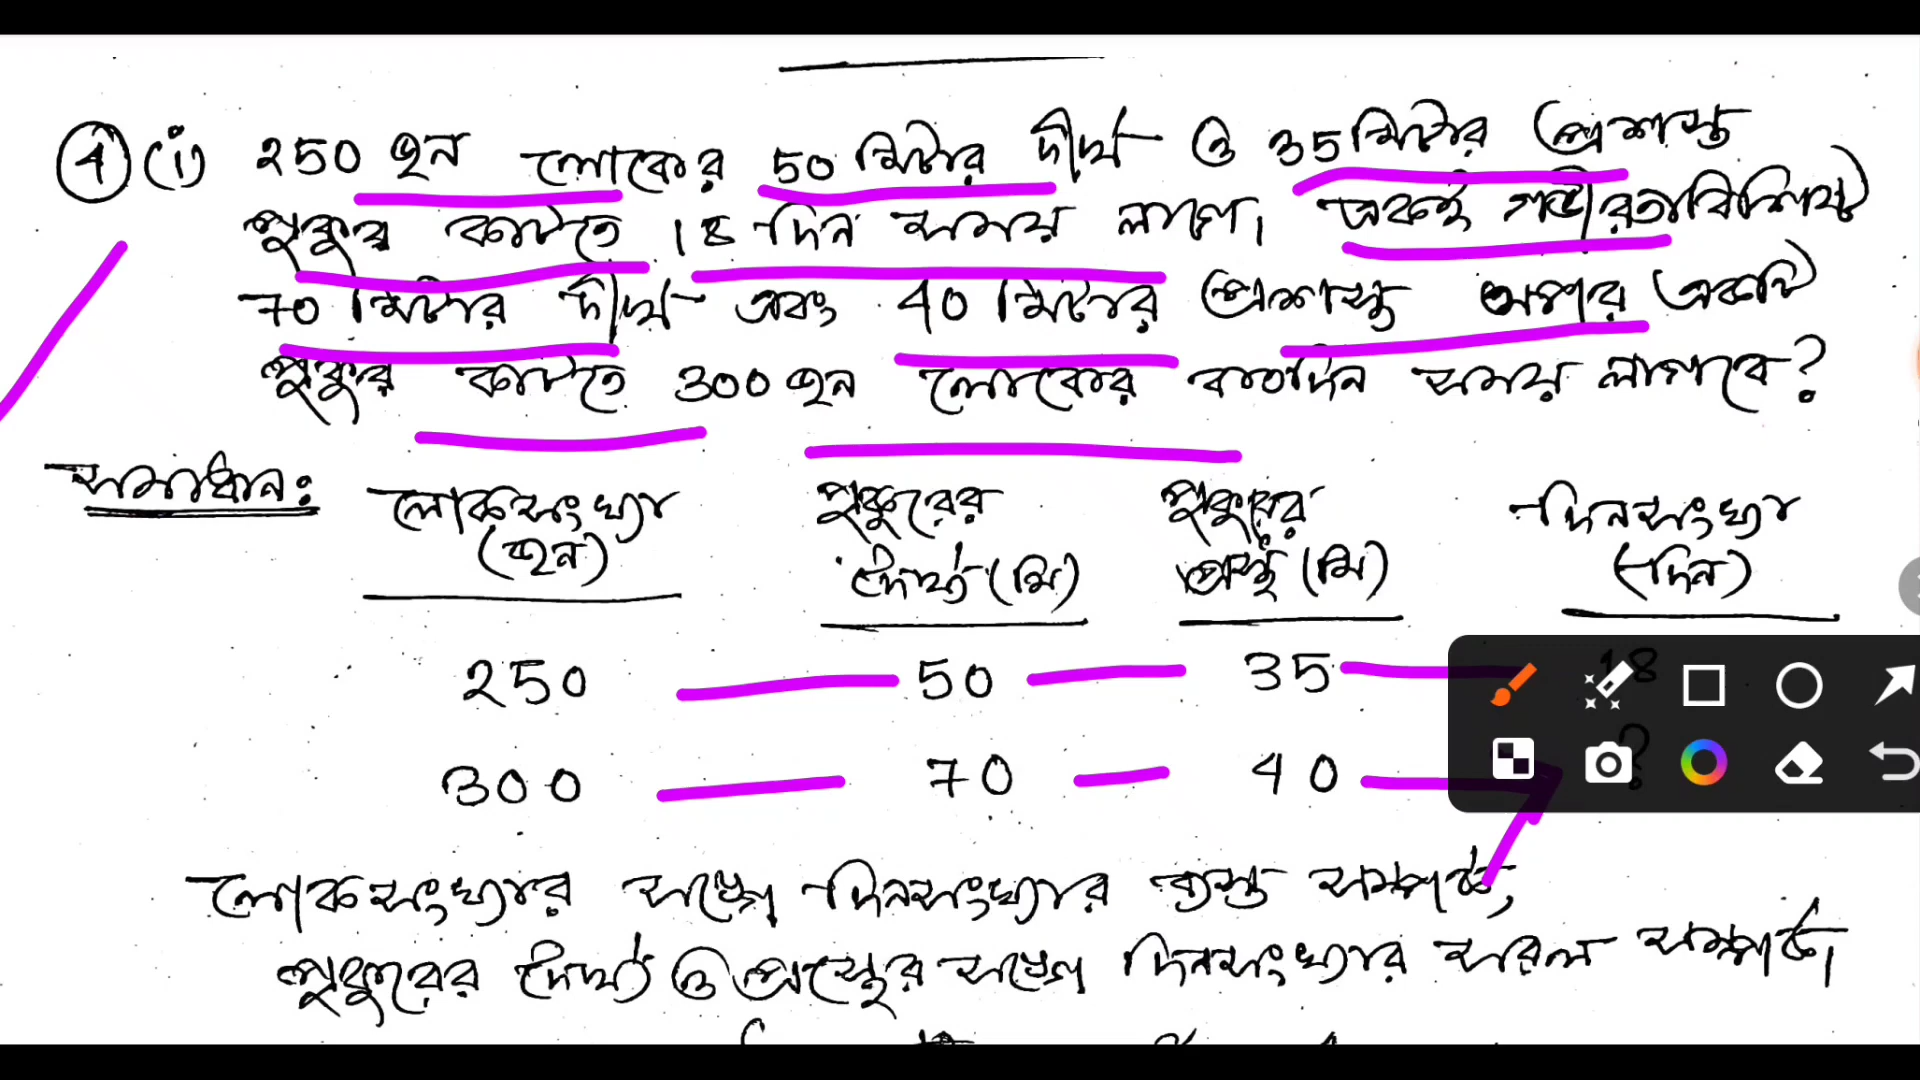 4 (i) 250 জন লোকের 50 মিটার দীর্ঘ ও 35 মিটার প্রশস্ত
পুকুর কাটতে 18 দিন সময় লাগে। একই গভীরতাবিশিষ্ট
70 মিটার দীর্ঘ এবং 40 মিটার প্রশস্ত অপর একটি
পুকুর কাটতে 300 জন লোকের কতদিন সময় লাগবে?
সমাধান: লোকসংখ্যা পুকুরের পুকুরের দিনসংখ্যা
(জন) দৈর্ঘ্য (মি) প্রস্থ (মি) (দিন)
250 50 35 18
300 70 40 ?
লোকসংখ্যার সঙ্গে দিনসংখ্যার ব্যস্ত সম্পর্ক,
পুকুরের দৈর্ঘ্য ও প্রস্থের সঙ্গে দিনসংখ্যার সরল সম্পর্ক।